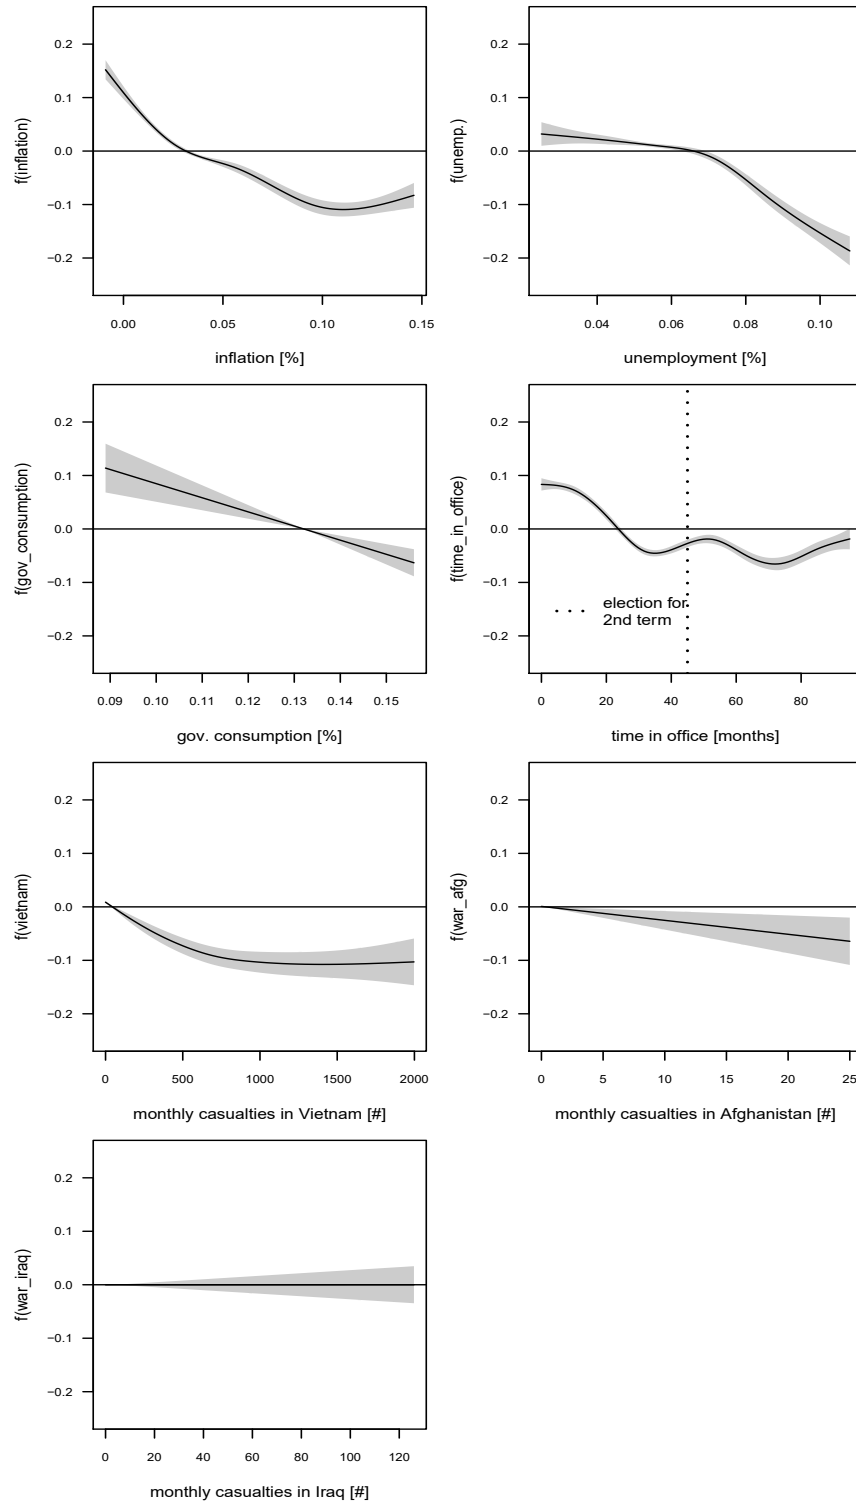 0.2
0.1
0.0
−0.1
−0.2
f(inflation)
0.00 0.05 0.10 0.15
inflation [%]
0.2
0.1
0.0
−0.1
−0.2
f(unemp.)
0.04 0.06 0.08 0.10
unemployment [%]
0.2
0.1
0.0
−0.1
−0.2
f(gov_consumption)
0.09 0.10 0.11 0.12 0.13 0.14 0.15
gov. consumption [%]
0.2
0.1
0.0
−0.1
−0.2
f(time_in_office)
election for
2nd term
0 20 40 60 80
time in office [months]
0.2
0.1
0.0
−0.1
−0.2
f(vietnam)
0 500 1000 1500 2000
monthly casualties in Vietnam [#]
0.2
0.1
0.0
−0.1
−0.2
f(war_afg)
0 5 10 15 20 25
monthly casualties in Afghanistan [#]
0.2
0.1
0.0
−0.1
−0.2
f(war_iraq)
0 20 40 60 80 100 120
monthly casualties in Iraq [#]